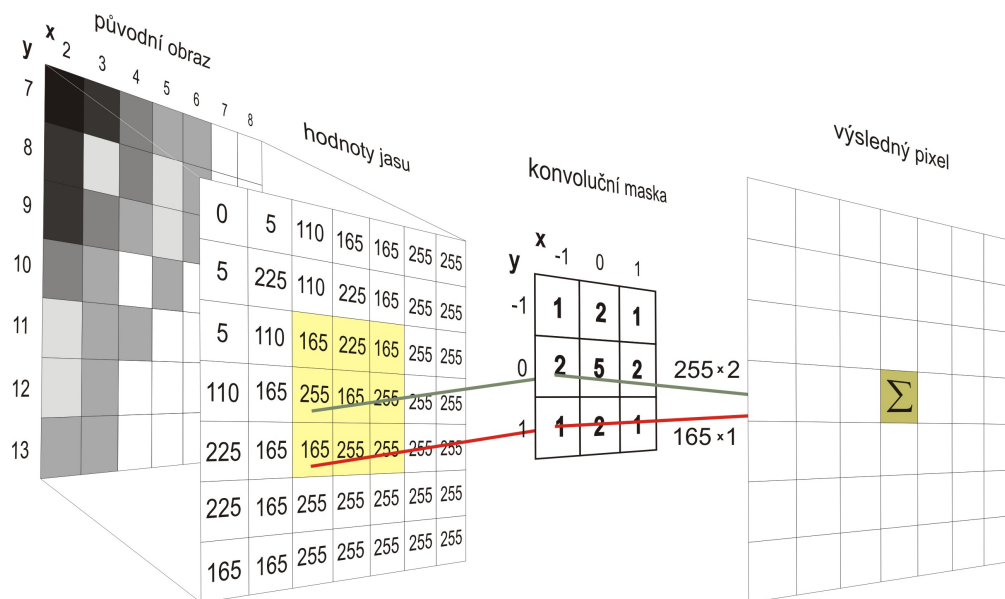 původní obraz
x 2 3 4 5 6 7 8
y
7
8
9
10
11
12
13
hodnoty jasu
0 5 110 165 165 255 255
5 225 110 225 165 255 255
5 110 165 225 165 255 255
110 165 255 165 255 255 255
225 165 165 255 255 255 255
225 165 255 255 255 255 255
165 165 255 255 255 255 255
konvoluční maska
x -1 0 1
y
-1 1 2 1
0 2 5 2
1 1 2 1
255×2
165×1
výsledný pixel
Σ